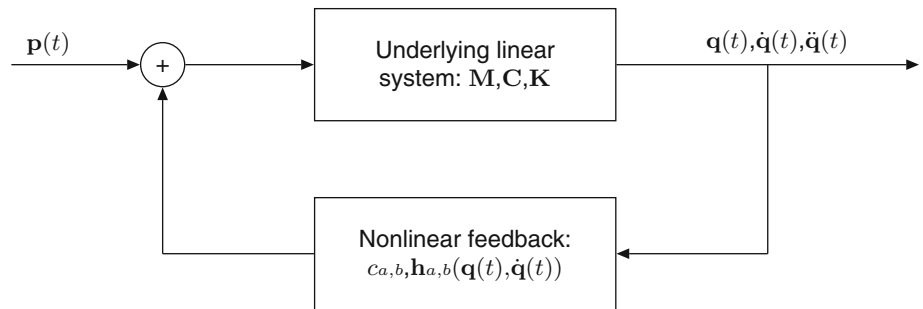 p(t)
+
Underlying linear
system: M,C,K
q(t),q̇(t),q̈(t)
Nonlinear feedback:
cₐ,b,hₐ,b(q(t),q̇(t))